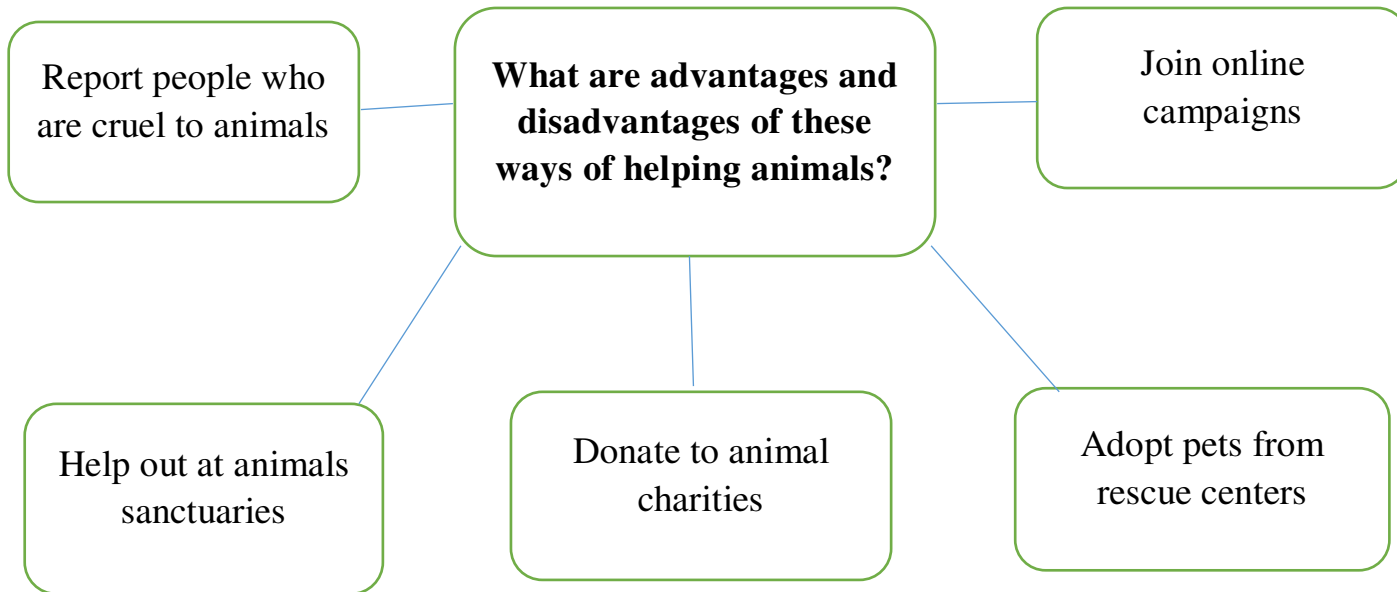 Report people who
are cruel to animals
What are advantages and
disadvantages of these
ways of helping animals?
Join online
campaigns
Help out at animals
sanctuaries
Donate to animal
charities
Adopt pets from
rescue centers